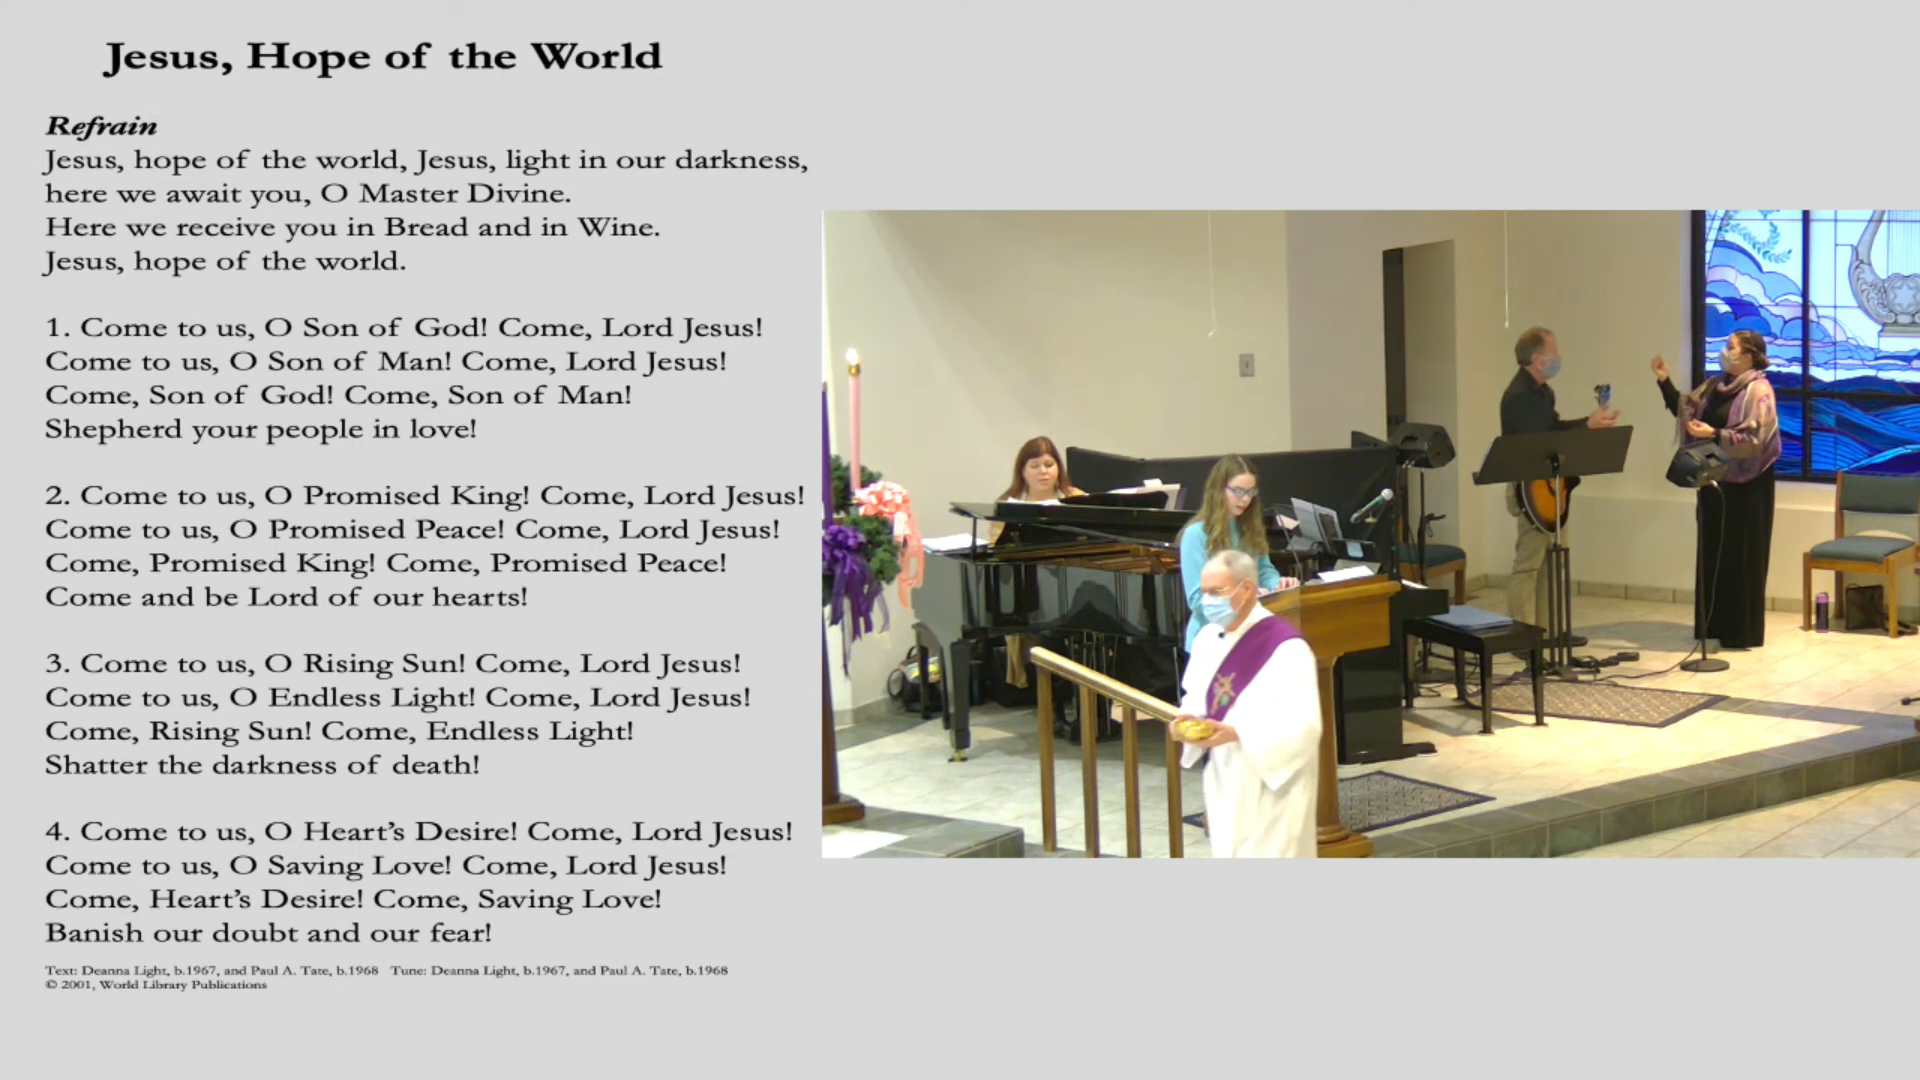 Jesus, Hope of the World
Refrain
Jesus, hope of the world, Jesus, light in our darkness,
here we await you, O Master Divine.
Here we receive you in Bread and in Wine.
Jesus, hope of the world.
1. Come to us, O Son of God! Come, Lord Jesus!
Come to us, O Son of Man! Come, Lord Jesus!
Come, Son of God! Come, Son of Man!
Shepherd your people in love!
2. Come to us, O Promised King! Come, Lord Jesus!
Come to us, O Promised Peace! Come, Lord Jesus!
Come, Promised King! Come, Promised Peace!
Come and be Lord of our hearts!
3. Come to us, O Rising Sun! Come, Lord Jesus!
Come to us, O Endless Light! Come, Lord Jesus!
Come, Rising Sun! Come, Endless Light!
Shatter the darkness of death!
4. Come to us, O Heart's Desire! Come, Lord Jesus!
Come to us, O Saving Love! Come, Lord Jesus!
Come, Heart's Desire! Come, Saving Love!
Banish our doubt and our fear!
Text: Deanna Light, b.1967, and Paul A. Tate, b.1968 Tune: Deanna Light, b.1967, and Paul A. Tate, b.1968
© 2001, World Library Publications